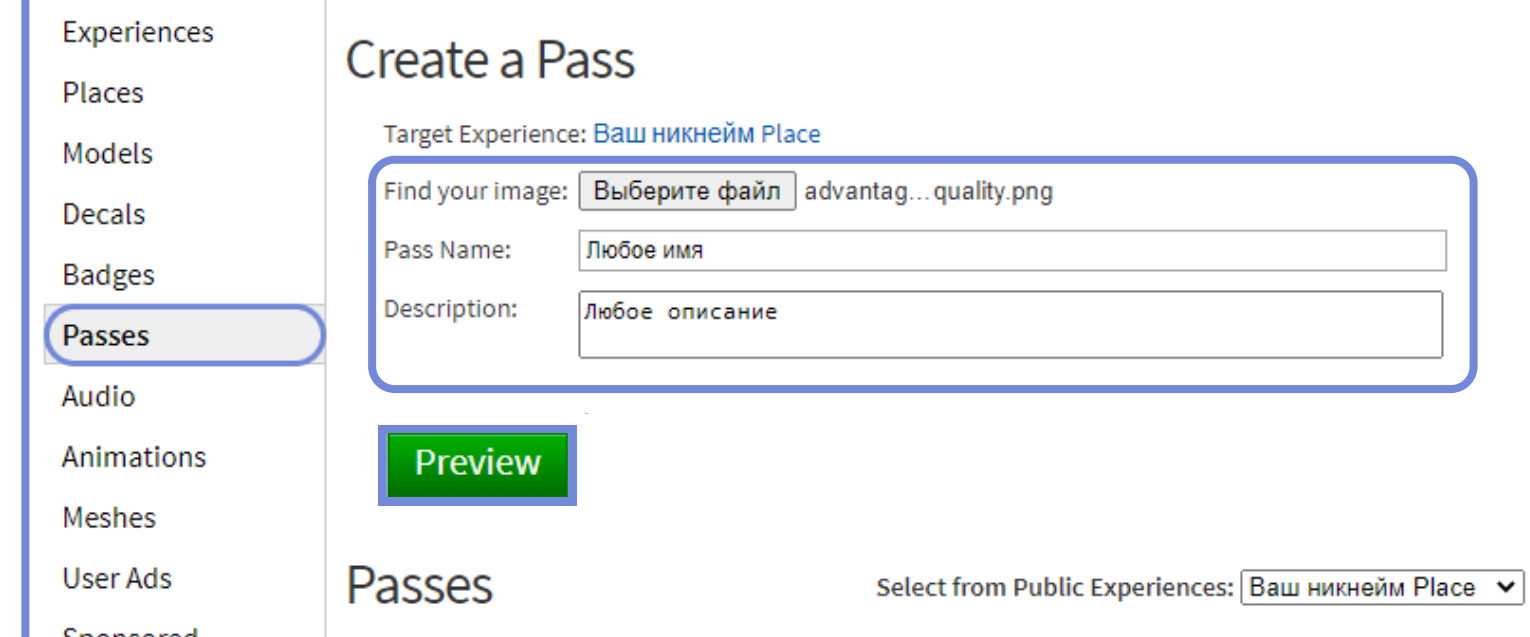 Experiences
Places
Models
Decals
Badges
Passes
Audio
Animations
Meshes
User Ads
Sponsored
Create a Pass
Target Experience: Ваш никнейм Place
Find your image: Выберите файл advantag...quality.png
Pass Name: Любое имя
Description: Любое описание
Preview
Passes
Select from Public Experiences: Ваш никнейм Place